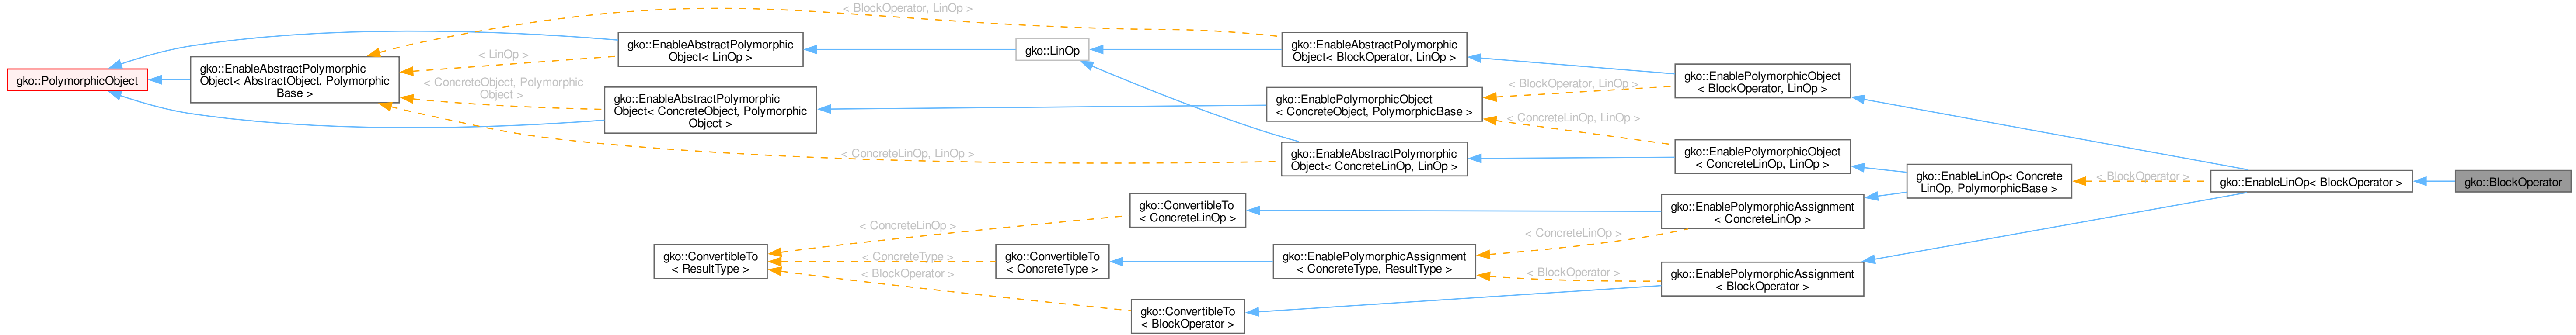 gko::PolymorphicObject
gko::EnableAbstractPolymorphic
Object< AbstractObject, Polymorphic
Base >
< BlockOperator, LinOp >
< LinOp >
< ConcreteObject, Polymorphic
Object >
< ConcreteLinOp, LinOp >
gko::EnableAbstractPolymorphic
Object< LinOp >
gko::EnableAbstractPolymorphic
Object< ConcreteObject, Polymorphic
Object >
gko::LinOp
gko::EnableAbstractPolymorphic
Object< BlockOperator, LinOp >
gko::EnablePolymorphicObject
< ConcreteObject, PolymorphicBase >
gko::EnableAbstractPolymorphic
Object< ConcreteLinOp, LinOp >
< BlockOperator, LinOp >
< ConcreteLinOp, LinOp >
gko::EnablePolymorphicObject
< BlockOperator, LinOp >
gko::EnablePolymorphicObject
< ConcreteLinOp, LinOp >
gko::ConvertibleTo
< ResultType >
< ConcreteLinOp >
< ConcreteType >
< BlockOperator >
gko::ConvertibleTo
< ConcreteLinOp >
gko::ConvertibleTo
< ConcreteType >
gko::ConvertibleTo
< BlockOperator >
gko::EnablePolymorphicAssignment
< ConcreteType, ResultType >
< ConcreteLinOp >
< BlockOperator >
gko::EnablePolymorphicAssignment
< ConcreteLinOp >
gko::EnablePolymorphicAssignment
< BlockOperator >
gko::EnableLinOp< Concrete
LinOp, PolymorphicBase >
< BlockOperator >
gko::EnableLinOp< BlockOperator >
gko::BlockOperator